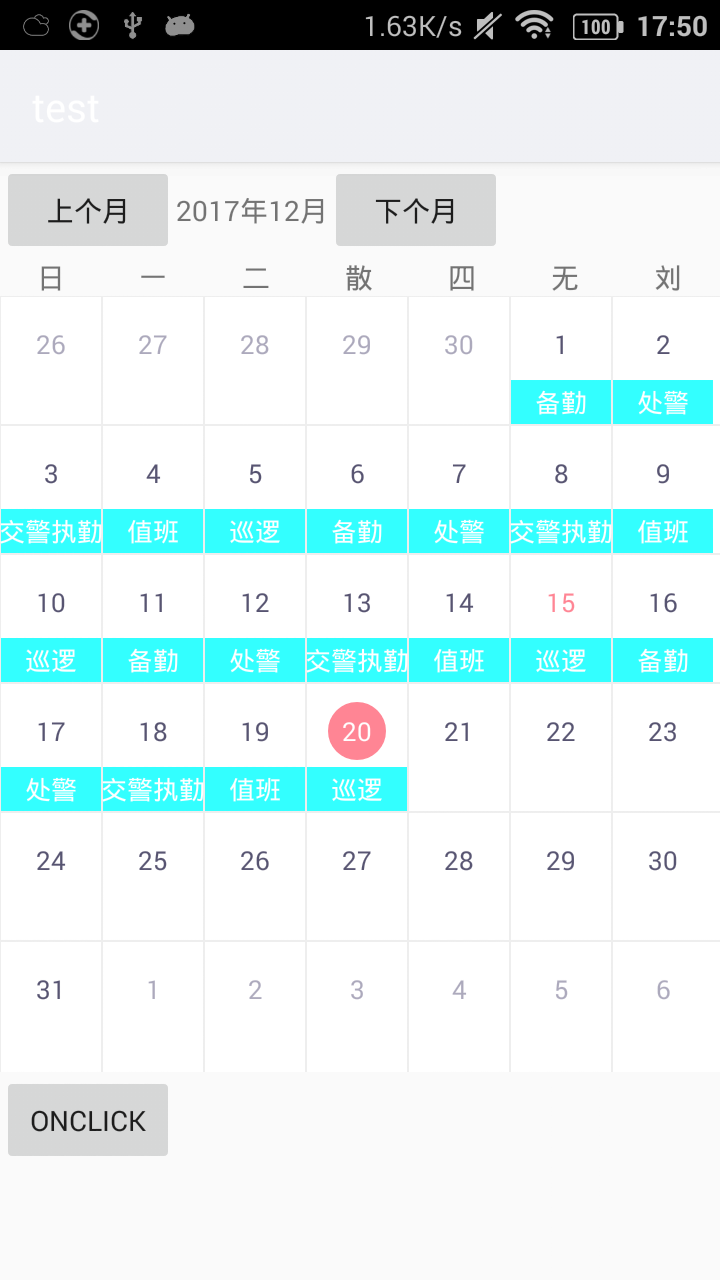 1.63K/s 100 17:50
test
上个月 2017年12月 下个月
日 一 二 散 四 无 刘
26 27 28 29 30 1 2
备勤 处警
3 4 5 6 7 8 9
交警执勤 值班 巡逻 备勤 处警 交警执勤 值班
10 11 12 13 14 15 16
巡逻 备勤 处警 交警执勤 值班 巡逻 备勤
17 18 19 20 21 22 23
处警 交警执勤 值班 巡逻
24 25 26 27 28 29 30
31 1 2 3 4 5 6
ONCLICK